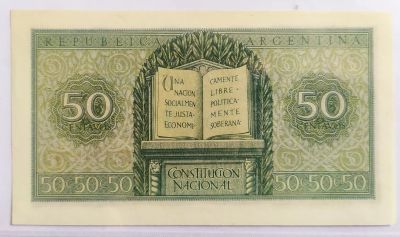 REPUBLICA ARGENTINA
UNA
NACION
SOCIALMEN-
TE JUSTA-
ECONOMI-
CAMENTE
LIBRE-
POLITICA-
MENTE
SOBERANA
50
CENTAVOS
50
CENTAVOS
CONSTITUCION
NACIONAL
50·50·50
50·50·50